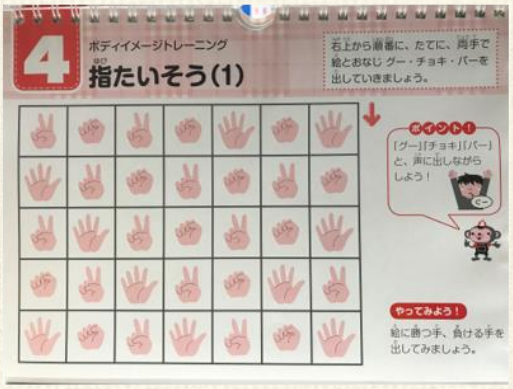 4
ボディイメージトレーニング
指たいそう(1)
ゆび
右上から順番に、たてに、両手で
絵とおなじ グー・チョキ・パーを
出していきましょう。
ポイント!
「グー」「チョキ」「パー」
と、声に出しながら
しよう!
グー
やってみよう!
絵に勝つ手、負ける手を
出してみましょう。